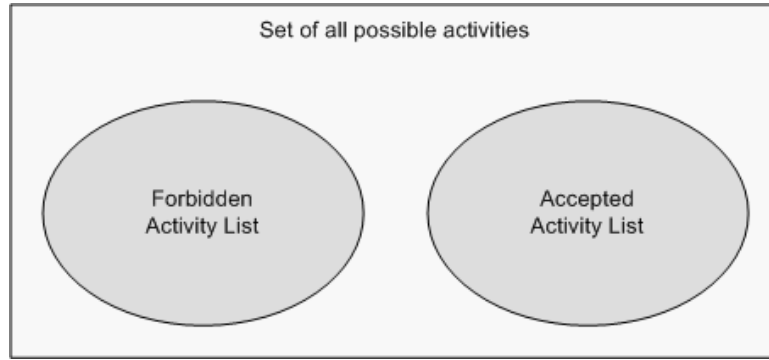 Set of all possible activities
Forbidden
Activity List
Accepted
Activity List